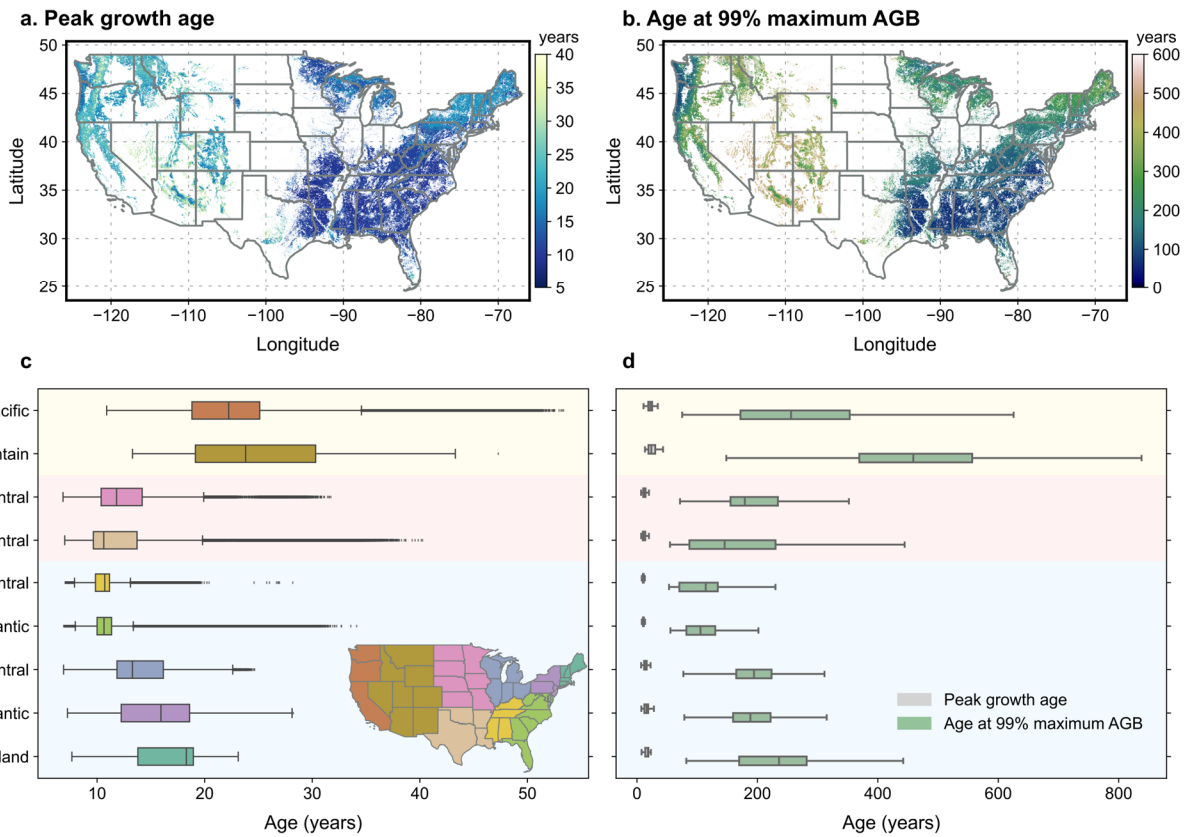 a. Peak growth age
b. Age at 99% maximum AGB
years
years
50
45
40
35
30
25
Latitude
−120
−110
−100
−90
−80
−70
Longitude
40
35
30
25
20
15
10
5
50
45
40
35
30
25
Latitude
−120
−110
−100
−90
−80
−70
Longitude
600
500
400
300
200
100
0
c
d
cific
ntain
ntral
ntral
ntral
antic
ntral
antic
land
10
20
30
40
50
Age (years)
Peak growth age
Age at 99% maximum AGB
0
200
400
600
800
Age (years)